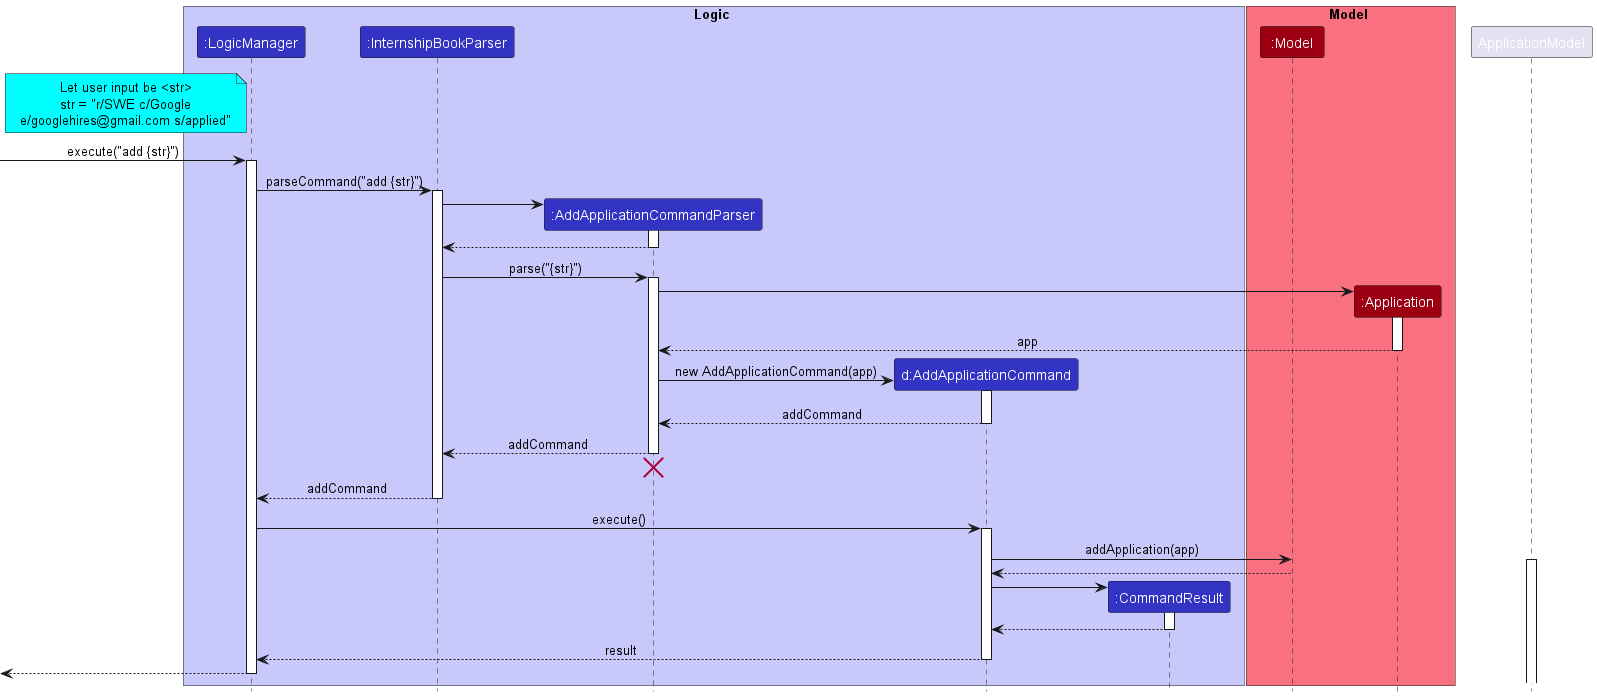 Logic
Model
:LogicManager
:InternshipBookParser
:Model
ApplicationModel
Let user input be <str>
str = "r/SWE c/Google
e/googlehires@gmail.com s/applied"
execute("add {str}")
parseCommand("add {str}")
:AddApplicationCommandParser
parse("{str}")
:Application
app
new AddApplicationCommand(app)
d:AddApplicationCommand
addCommand
addCommand
addCommand
execute()
addApplication(app)
:CommandResult
result